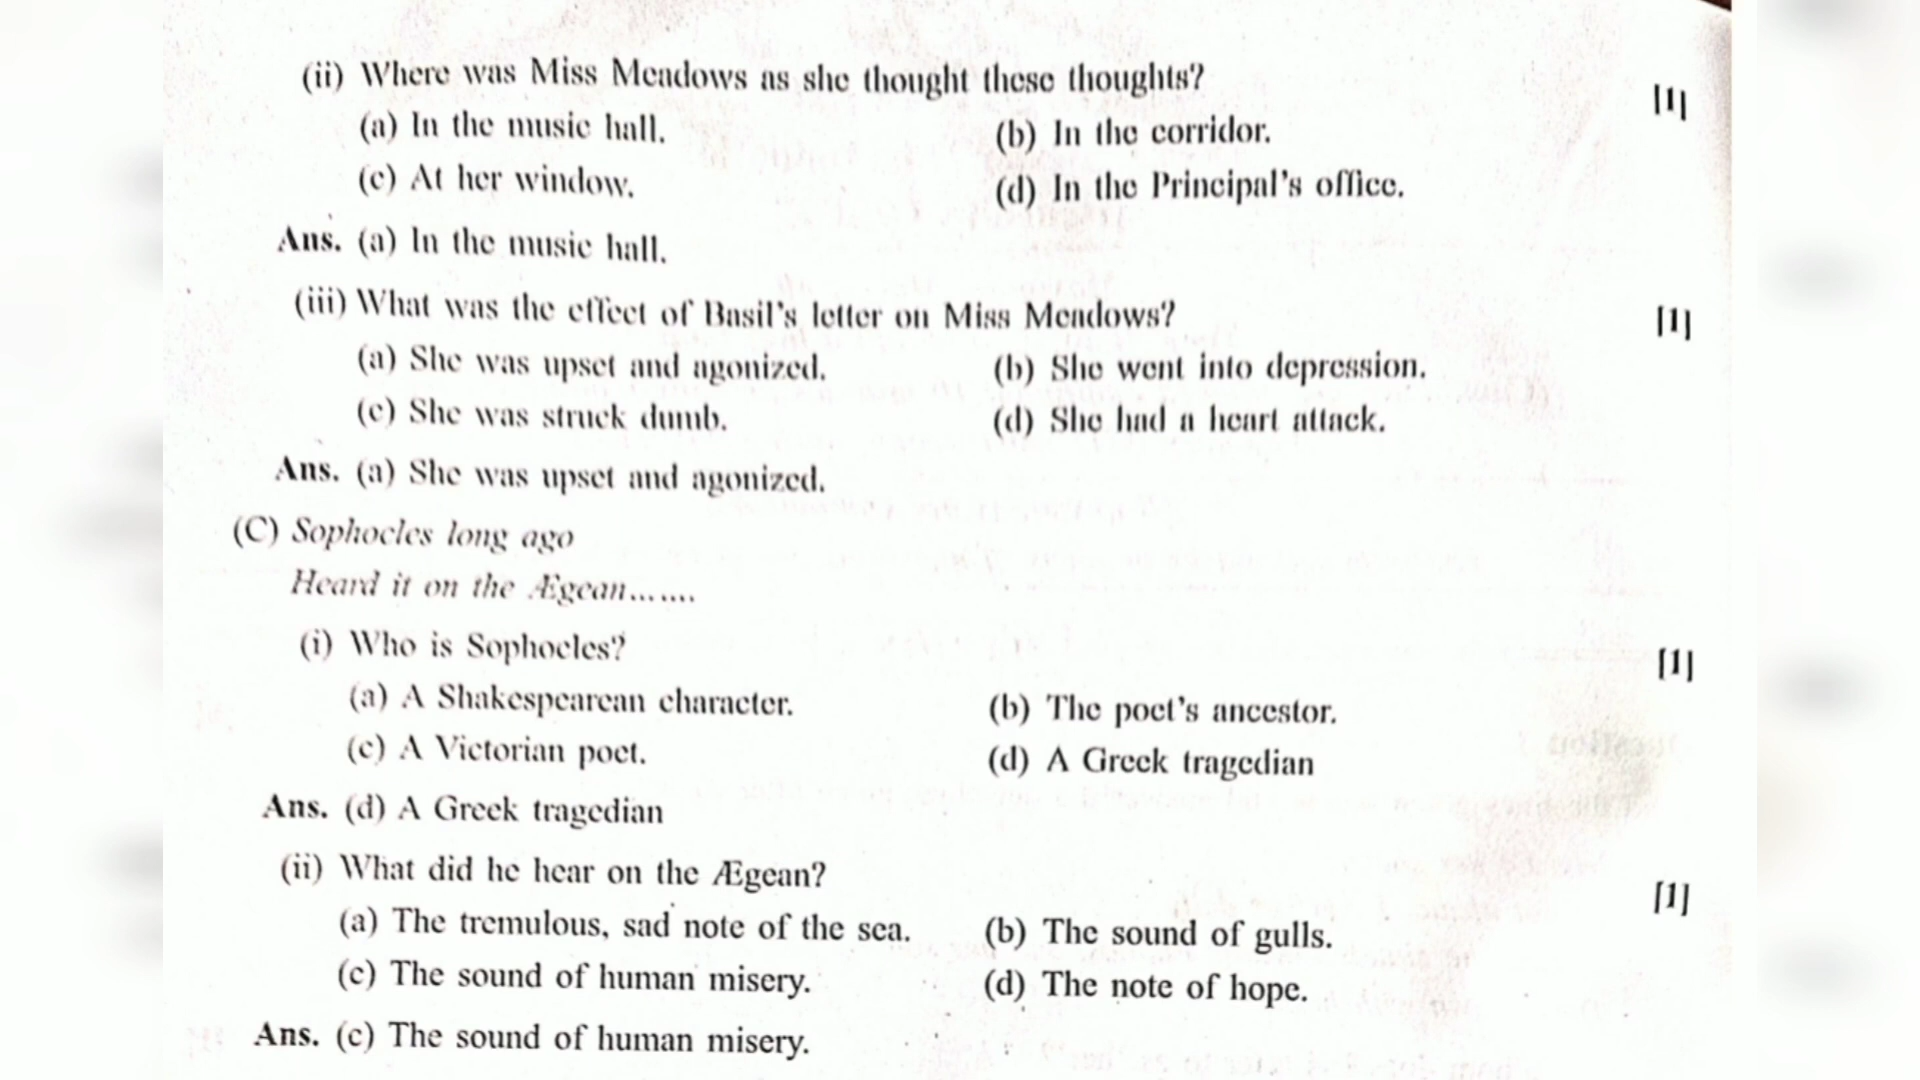 (ii) Where was Miss Meadows as she thought these thoughts? [1]
(a) In the music hall. (b) In the corridor.
(c) At her window. (d) In the Principal's office.
Ans. (a) In the music hall.
(iii) What was the effect of Basil's letter on Miss Meadows? [1]
(a) She was upset and agonized. (b) She went into depression.
(c) She was struck dumb. (d) She had a heart attack.
Ans. (a) She was upset and agonized.
(C) Sophocles long ago
Heard it on the Ægean.......
(i) Who is Sophocles? [1]
(a) A Shakespearean character. (b) The poet's ancestor.
(c) A Victorian poet. (d) A Greek tragedian
Ans. (d) A Greek tragedian
(ii) What did he hear on the Ægean? [1]
(a) The tremulous, sad note of the sea. (b) The sound of gulls.
(c) The sound of human misery. (d) The note of hope.
Ans. (c) The sound of human misery.